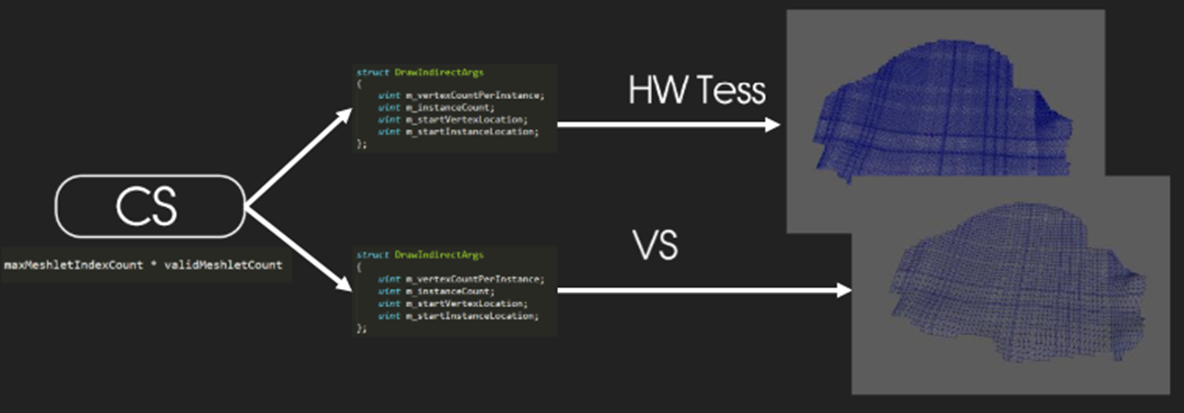 struct DrawIndirectArgs
{
uint m_vertexCountPerInstance;
uint m_instanceCount;
uint m_startVertexLocation;
uint m_startInstanceLocation;
};
HW Tess
CS
maxMeshletIndexCount * validMeshletCount
struct DrawIndirectArgs
{
uint m_vertexCountPerInstance;
uint m_instanceCount;
uint m_startVertexLocation;
uint m_startInstanceLocation;
};
VS